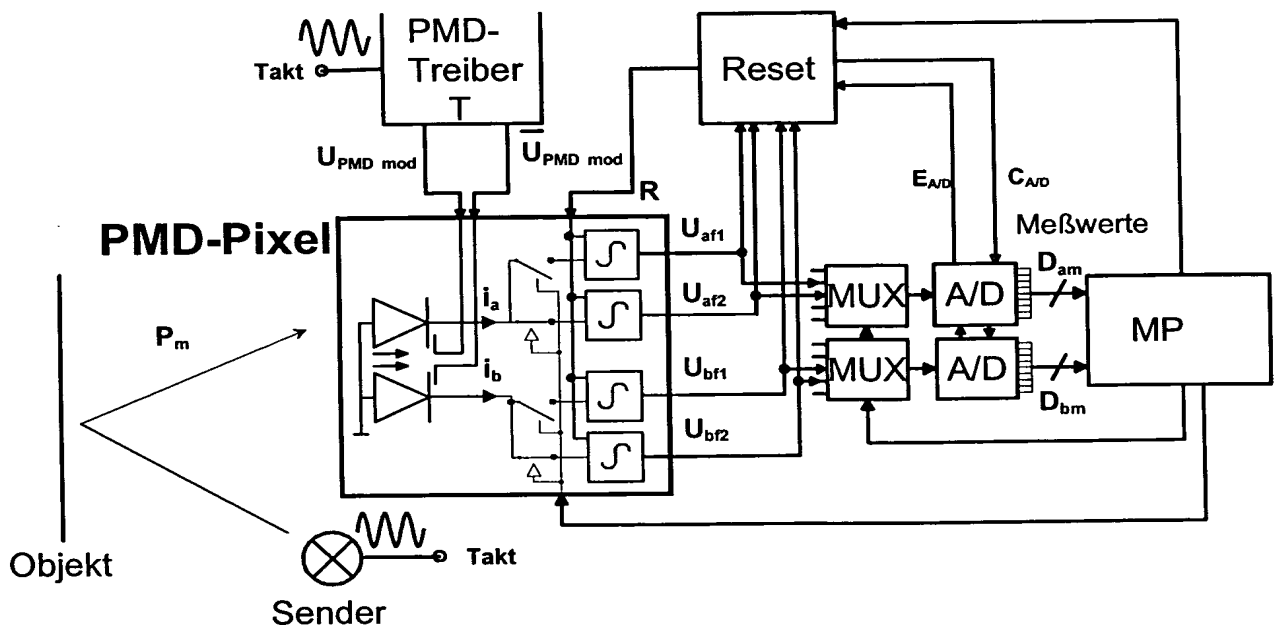 PMD-
Treiber
T
Takt
Reset
U_PMD mod
U̅_PMD mod
R
E_A/D
C_A/D
PMD-Pixel
U_af1
Meßwerte
D_am
U_af2
MUX
A/D
MP
i_a
P_m
i_b
U_bf1
MUX
A/D
D_bm
U_bf2
Objekt
Takt
Sender